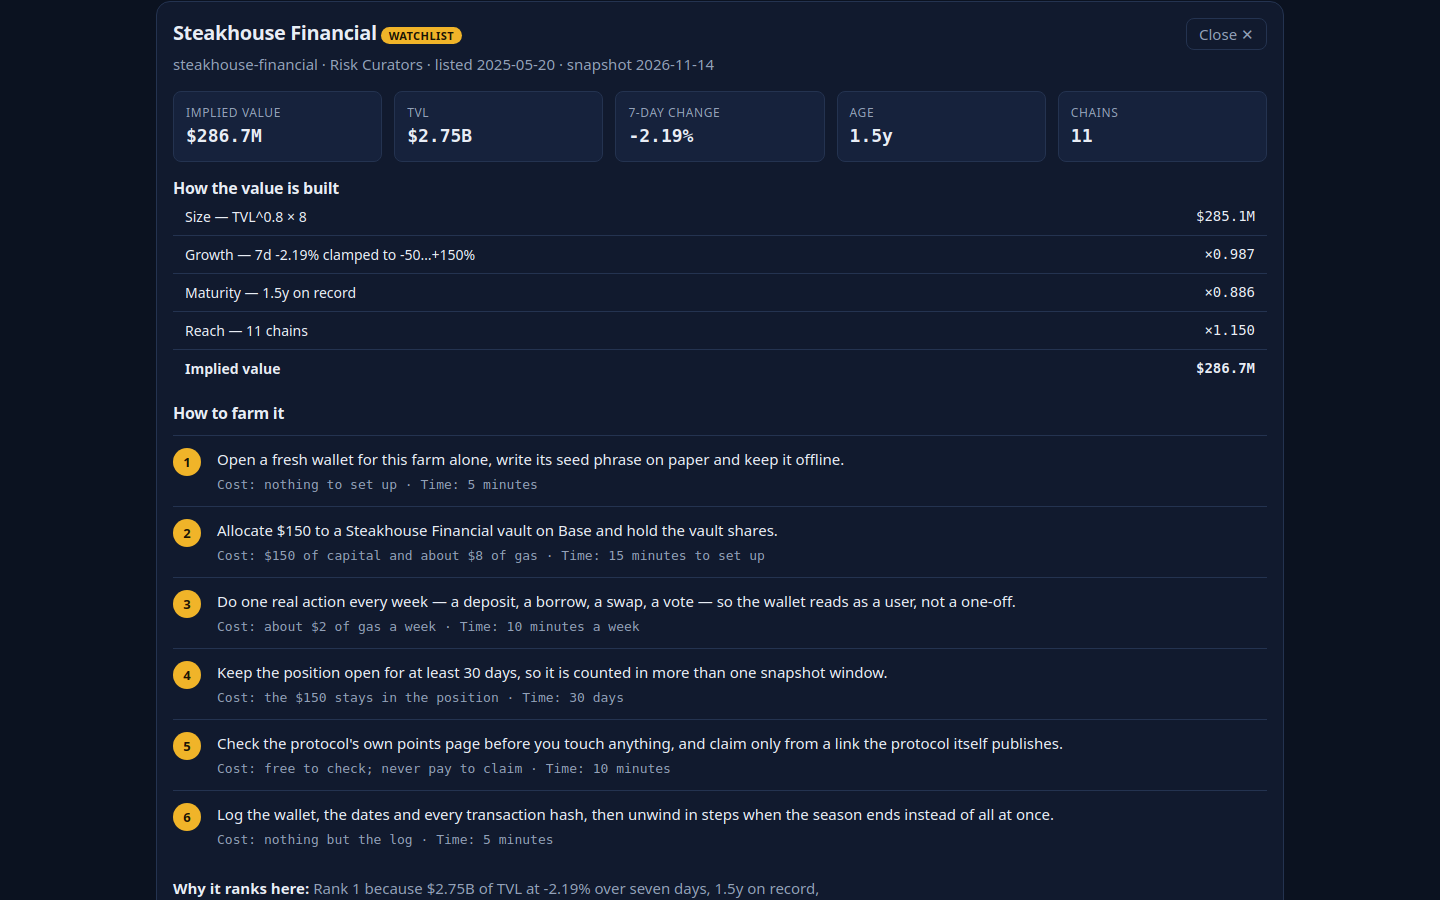 Steakhouse Financial WATCHLIST
Close ✕
steakhouse-financial · Risk Curators · listed 2025-05-20 · snapshot 2026-11-14
IMPLIED VALUE
$286.7M
TVL
$2.75B
7-DAY CHANGE
-2.19%
AGE
1.5y
CHAINS
11
How the value is built
Size — TVL^0.8 × 8 $285.1M
Growth — 7d -2.19% clamped to -50…+150% ×0.987
Maturity — 1.5y on record ×0.886
Reach — 11 chains ×1.150
Implied value $286.7M
How to farm it
1 Open a fresh wallet for this farm alone, write its seed phrase on paper and keep it offline.
Cost: nothing to set up · Time: 5 minutes
2 Allocate $150 to a Steakhouse Financial vault on Base and hold the vault shares.
Cost: $150 of capital and about $8 of gas · Time: 15 minutes to set up
3 Do one real action every week — a deposit, a borrow, a swap, a vote — so the wallet reads as a user, not a one-off.
Cost: about $2 of gas a week · Time: 10 minutes a week
4 Keep the position open for at least 30 days, so it is counted in more than one snapshot window.
Cost: the $150 stays in the position · Time: 30 days
5 Check the protocol's own points page before you touch anything, and claim only from a link the protocol itself publishes.
Cost: free to check; never pay to claim · Time: 10 minutes
6 Log the wallet, the dates and every transaction hash, then unwind in steps when the season ends instead of all at once.
Cost: nothing but the log · Time: 5 minutes
Why it ranks here: Rank 1 because $2.75B of TVL at -2.19% over seven days, 1.5y on record,